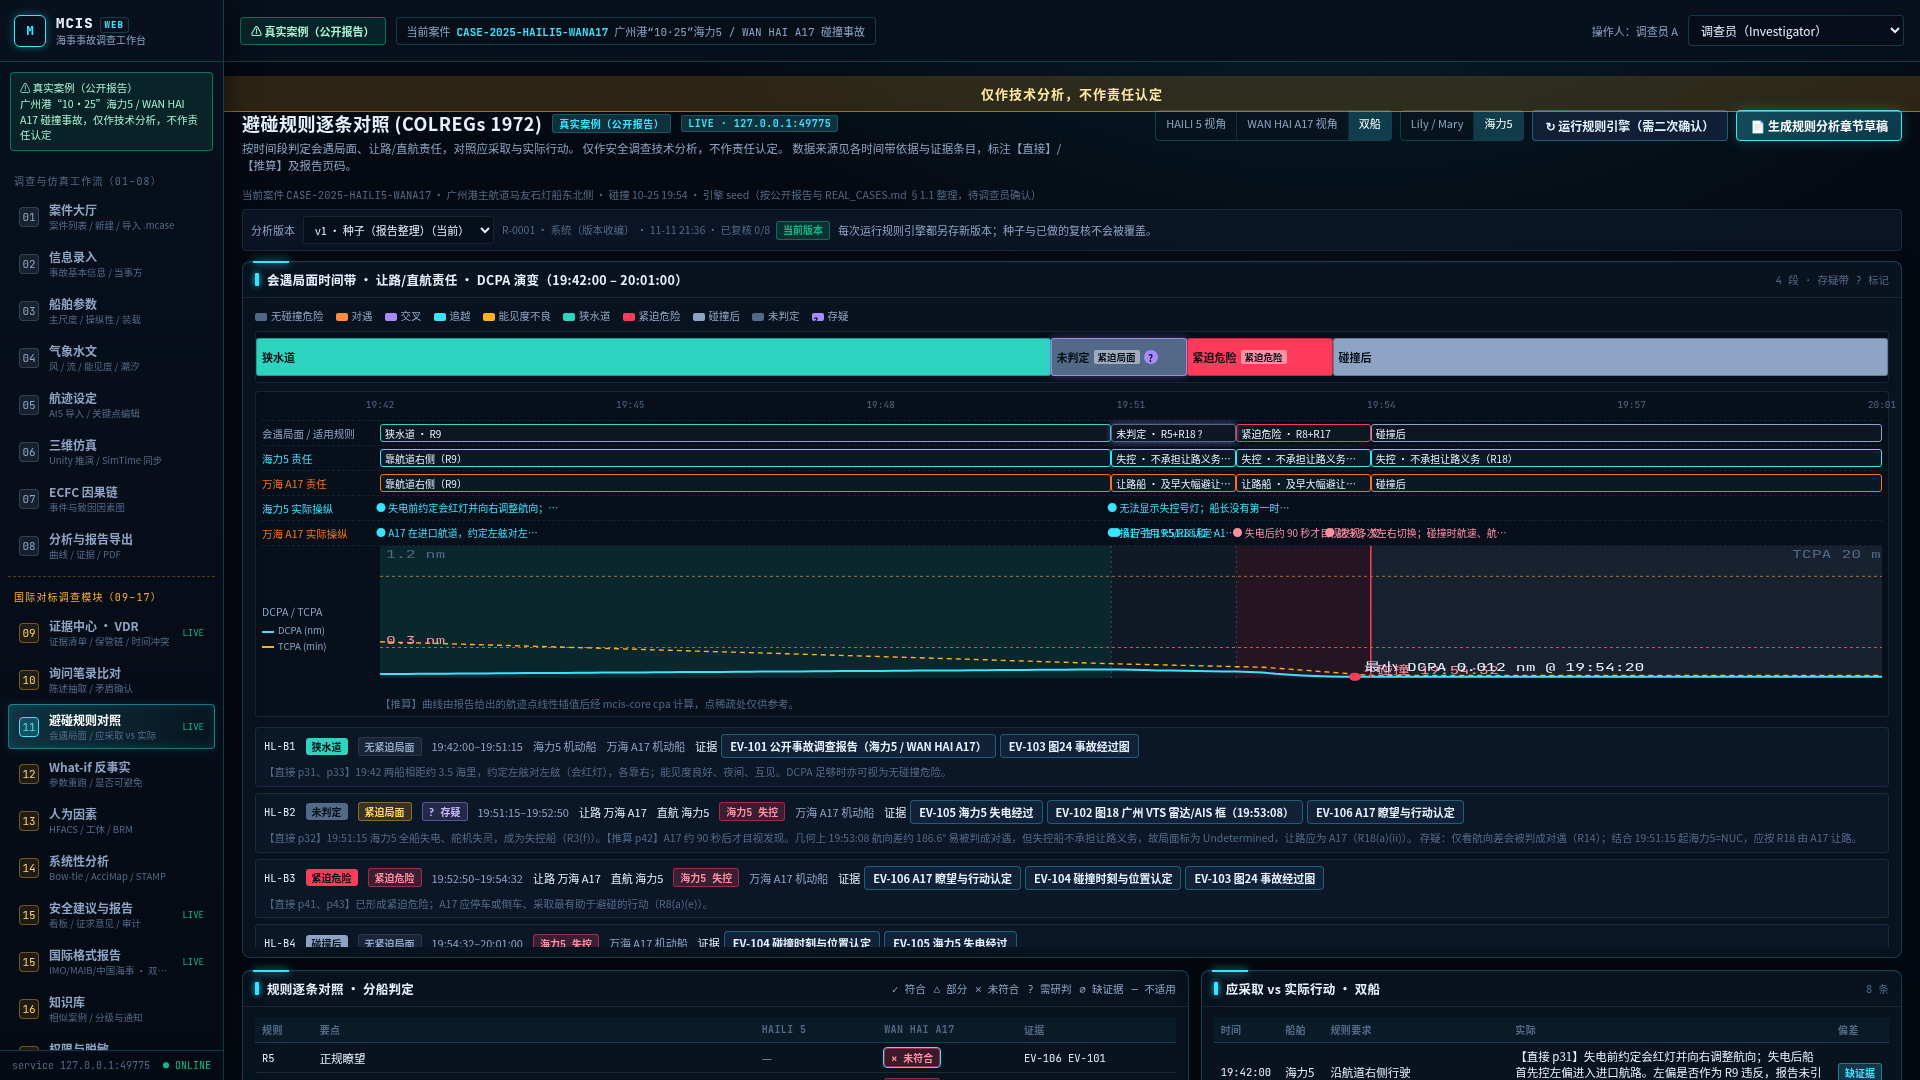 M
MCIS WEB
海事事故调查工作台
⚠ 真实案例（公开报告）
广州港“10·25”海力5 / WAN HAI
A17 碰撞事故，仅作技术分析，不作责
任认定
调查与仿真工作流（01–08）
01 案件大厅
案件列表 / 新建 / 导入 .mcase
02 信息录入
事故基本信息 / 当事方
03 船舶参数
主尺度 / 操纵性 / 装载
04 气象水文
风 / 流 / 能见度 / 潮汐
05 航迹设定
AIS 导入 / 关键点编辑
06 三维仿真
Unity 推演 / SimTime 同步
07 ECFC 因果链
事件与致因因素图
08 分析与报告导出
曲线 / 证据 / PDF
国际对标调查模块（09–17）
09 证据中心 · VDR LIVE
证据清单 / 保管链 / 时间冲突
10 询问笔录比对
陈述抽取 / 矛盾确认
11 避碰规则对照 LIVE
会遇局面 / 应采取 vs 实际
12 What-if 反事实
参数重跑 / 是否可避免
13 人为因素
HFACS / 工休 / BRM
14 系统性分析
Bow-tie / AcciMap / STAMP
15 安全建议与报告 LIVE
看板 / 征求意见 / 审计
15 国际格式报告 LIVE
IMO/MAIB/中国海事 · 双…
16 知识库
相似案例 / 分级与通知
权限与脱敏
service 127.0.0.1:49775 ONLINE
⚠ 真实案例（公开报告）
当前案件 CASE-2025-HAILI5-WANA17 广州港“10·25”海力5 / WAN HAI A17 碰撞事故
操作人：调查员 A
调查员（Investigator）
仅作技术分析，不作责任认定
避碰规则逐条对照 (COLREGs 1972) 真实案例（公开报告） LIVE · 127.0.0.1:49775
HAILI 5 视角 WAN HAI A17 视角 双船 Lily / Mary 海力5 ↻ 运行规则引擎（需二次确认） 📄 生成规则分析章节草稿
按时间段判定会遇局面、让路/直航责任，对照应采取与实际行动。 仅作安全调查技术分析，不作责任认定。 数据来源见各时间带依据与证据条目，标注【直接】/
【推算】及报告页码。
当前案件 CASE-2025-HAILI5-WANA17 · 广州港主航道马友石灯船东北侧 · 碰撞 10-25 19:54 · 引擎 seed（按公开报告与 REAL_CASES.md §1.1 整理，待调查员确认）
分析版本 v1 · 种子（报告整理）（当前） R-0001 · 系统（版本收编） · 11-11 21:36 · 已复核 0/8 当前版本 每次运行规则引擎都另存新版本；种子与已做的复核不会被覆盖。
会遇局面时间带 · 让路/直航责任 · DCPA 演变（19:42:00 – 20:01:00） 4 段 · 存疑带 ? 标记
无碰撞危险 对遇 交叉 追越 能见度不良 狭水道 紧迫危险 碰撞后 未判定 存疑
狭水道 未判定 紧迫局面 ? 紧迫危险 紧迫危险 碰撞后
19:42 19:45 19:48 19:51 19:54 19:57 20:01
会遇局面 / 适用规则 狭水道 · R9 未判定 · R5+R18 ? 紧迫危险 · R8+R17 碰撞后
海力5 责任 靠航道右侧（R9） 失控 · 不承担让路义务… 失控 · 不承担让路义务… 失控 · 不承担让路义务（R18）
万海 A17 责任 靠航道右侧（R9） 让路船 · 及早大幅避让… 让路船 · 及早大幅避让… 碰撞后
海力5 实际操纵 失电前约定会红灯并向右调整航向；… 无法显示失控号灯；船长没有第一时…
万海 A17 实际操纵 A17 在进口航道，约定左舷对左… 失电后约 90 秒才目 左右切换；碰撞时航速、航…
1.2 nm TCPA 20 m
DCPA / TCPA
DCPA (nm)
TCPA (min)
0.3 nm
最小 DCPA 0.012 nm @ 19:54:20
【推算】曲线由报告给出的航迹点线性插值后经 mcis-core cpa 计算，点稀疏处仅供参考。
HL-B1 狭水道 无紧迫局面 19:42:00–19:51:15 海力5 机动船 万海 A17 机动船 证据 EV-101 公开事故调查报告（海力5 / WAN HAI A17） EV-103 图24 事故经过图
【直接 p31、p33】19:42 两船相距约 3.5 海里，约定左舷对左舷（会红灯），各靠右；能见度良好、夜间、互见。DCPA 足够时亦可视为无碰撞危险。
HL-B2 未判定 紧迫局面 ? 存疑 19:51:15–19:52:50 让路 万海 A17 直航 海力5 海力5 失控 万海 A17 机动船 证据 EV-105 海力5 失电经过 EV-102 图18 广州 VTS 雷达/AIS 框（19:53:08） EV-106 A17 瞭望与行动认定
【直接 p32】19:51:15 海力5 全船失电、舵机失灵，成为失控船（R3(f)）。【推算 p42】A17 约 90 秒后才目视发现。几何上 19:53:08 航向差约 186.6° 易被判成对遇，但失控船不承担让路义务，故局面标为 Undetermined，让路应为 A17（R18(a)(ii)）。 存疑：仅看航向差会被判成对遇（R14）；结合 19:51:15 起海力5=NUC，应按 R18 由 A17 让路。
HL-B3 紧迫危险 紧迫危险 19:52:50–19:54:32 让路 万海 A17 直航 海力5 海力5 失控 万海 A17 机动船 证据 EV-106 A17 瞭望与行动认定 EV-104 碰撞时刻与位置认定 EV-103 图24 事故经过图
【直接 p41、p43】已形成紧迫危险；A17 应停车或倒车、采取最有助于避碰的行动（R8(a)(e)）。
HL-B4 碰撞后 无紧迫局面 19:54:32–20:01:00 海力5 失控 万海 A17 机动船 证据 EV-104 碰撞时刻与位置认定 EV-105 海力5 失电经过
规则逐条对照 · 分船判定 ✓ 符合 △ 部分 × 未符合 ? 需研判 ∅ 缺证据 — 不适用
规则 要点 HAILI 5 WAN HAI A17 证据
R5 正规瞭望 — × 未符合 EV-106 EV-101
应采取 vs 实际行动 · 双船 8 条
时间 船舶 规则要求 实际 偏差
19:42:00 海力5 沿航道右侧行驶 【直接 p31】失电前约定会红灯并向右调整航向；失电后船
首先控左偏进入进口航路。左偏是否作为 R9 违反，报告未引 缺证据